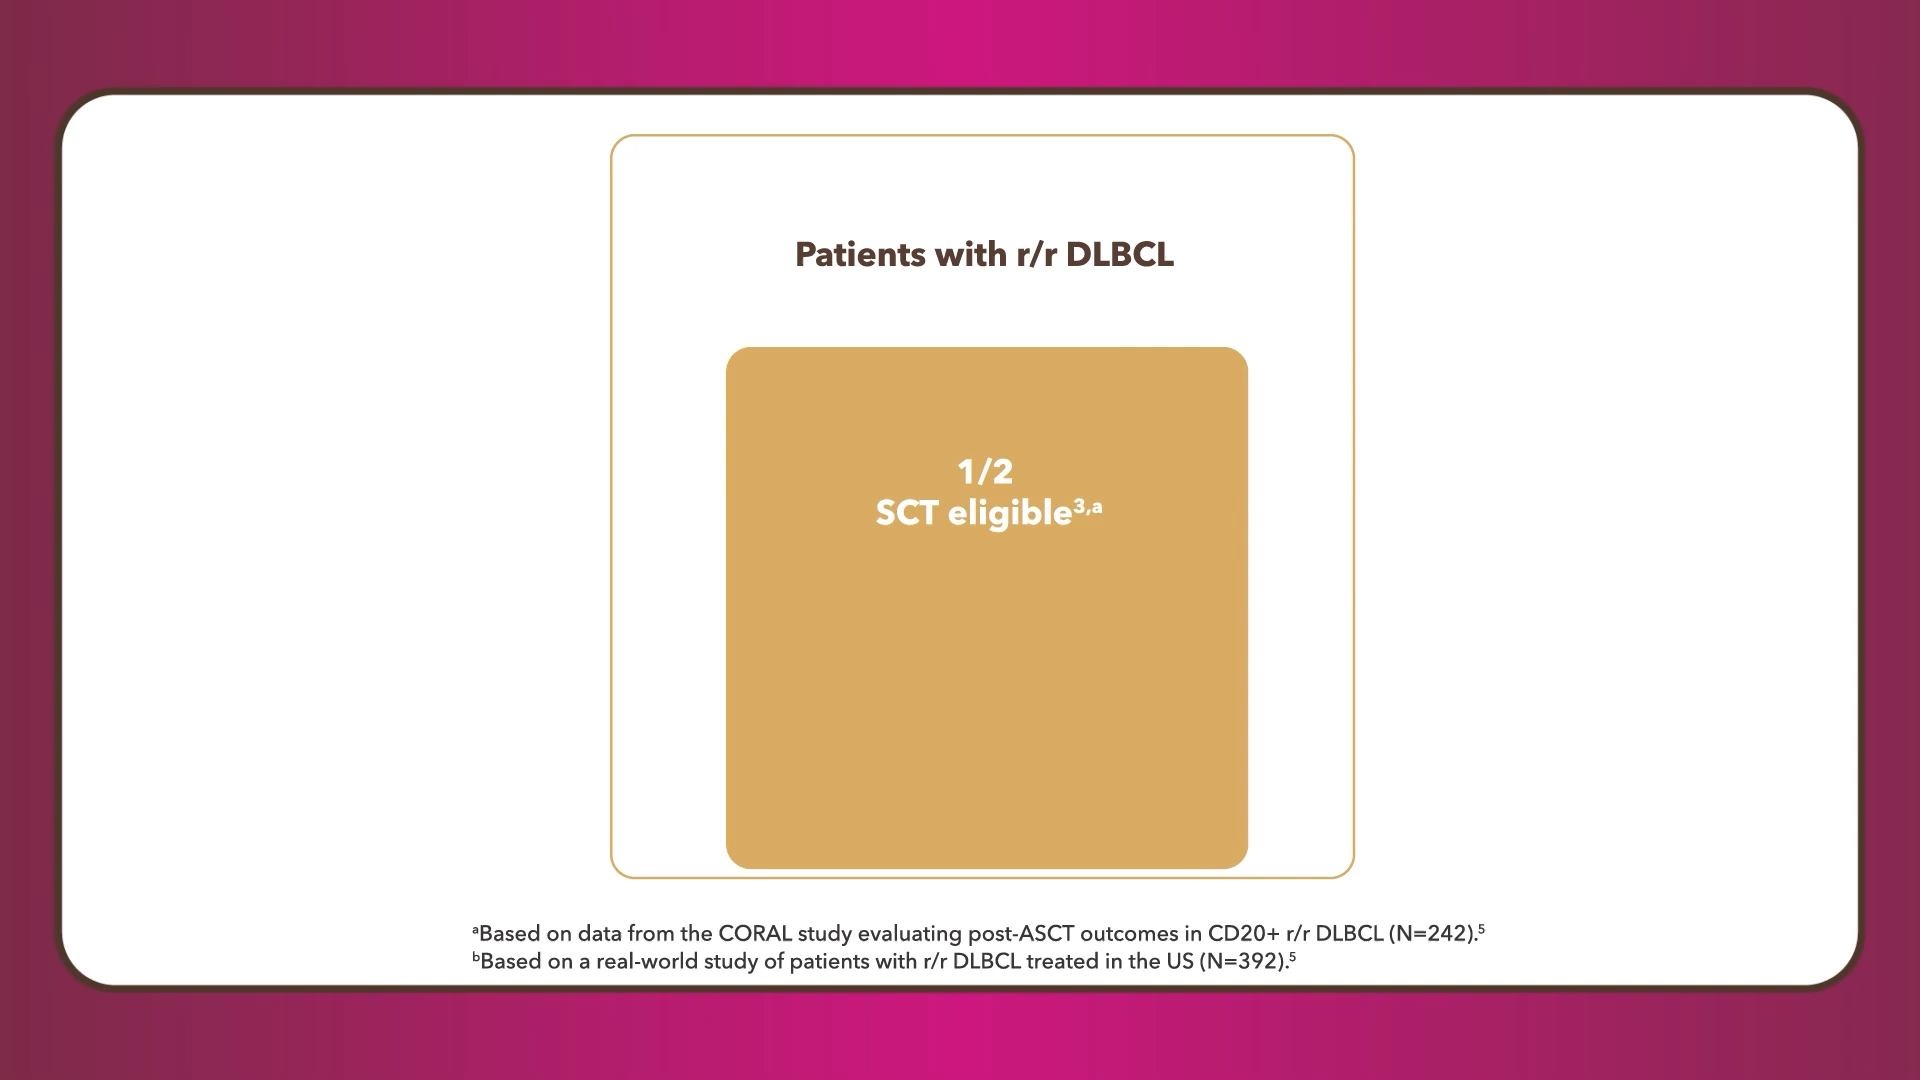 Patients with r/r DLBCL
1/2
SCT eligible³,ᵃ
ᵃBased on data from the CORAL study evaluating post-ASCT outcomes in CD20+ r/r DLBCL (N=242).⁵
ᵇBased on a real-world study of patients with r/r DLBCL treated in the US (N=392).⁵